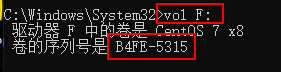 C:\Windows\System32>vol F:
驱动器 F 中的卷是 CentOS 7 x8
卷的序列号是 B4FE-5315